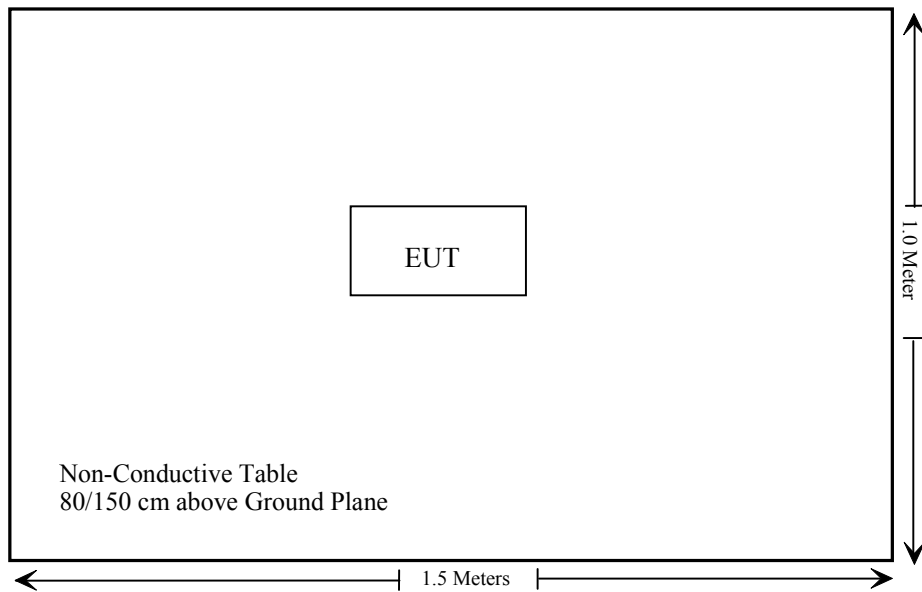 EUT
1.0 Meter
Non-Conductive Table
80/150 cm above Ground Plane
1.5 Meters